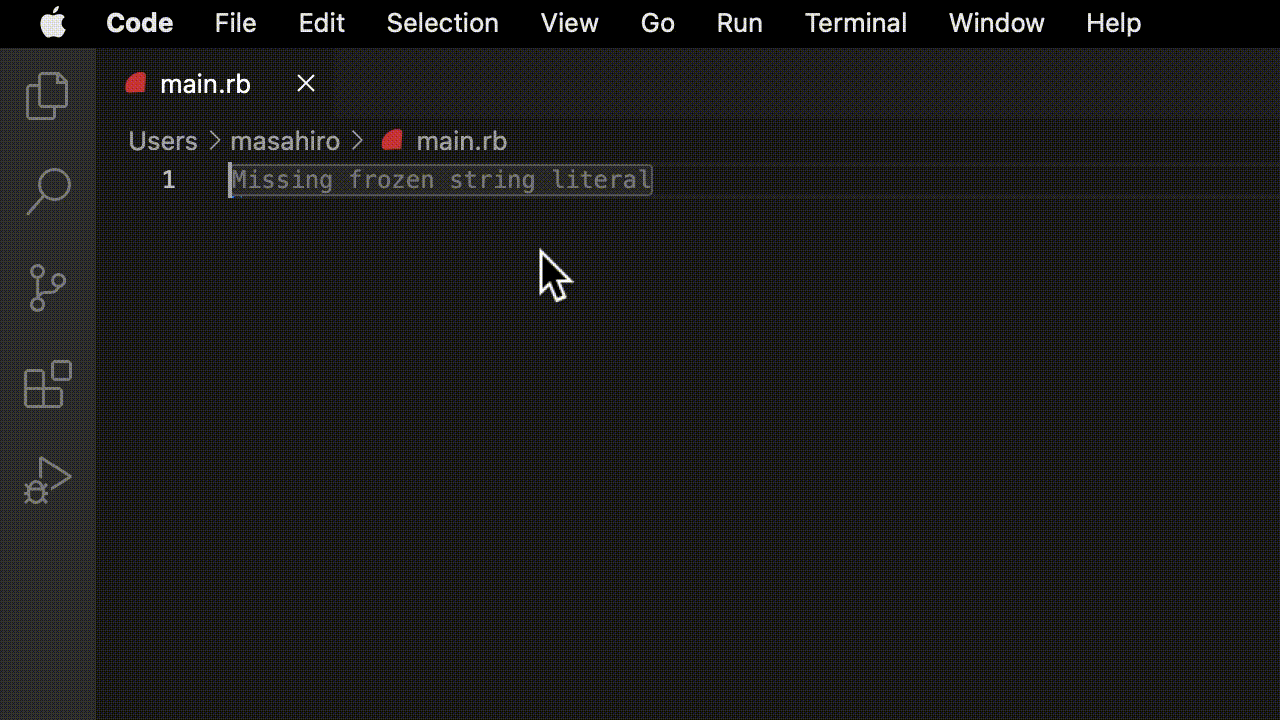 Code File Edit Selection View Go Run Terminal Window Help
main.rb
Users > masahiro > main.rb
1 Missing frozen string literal